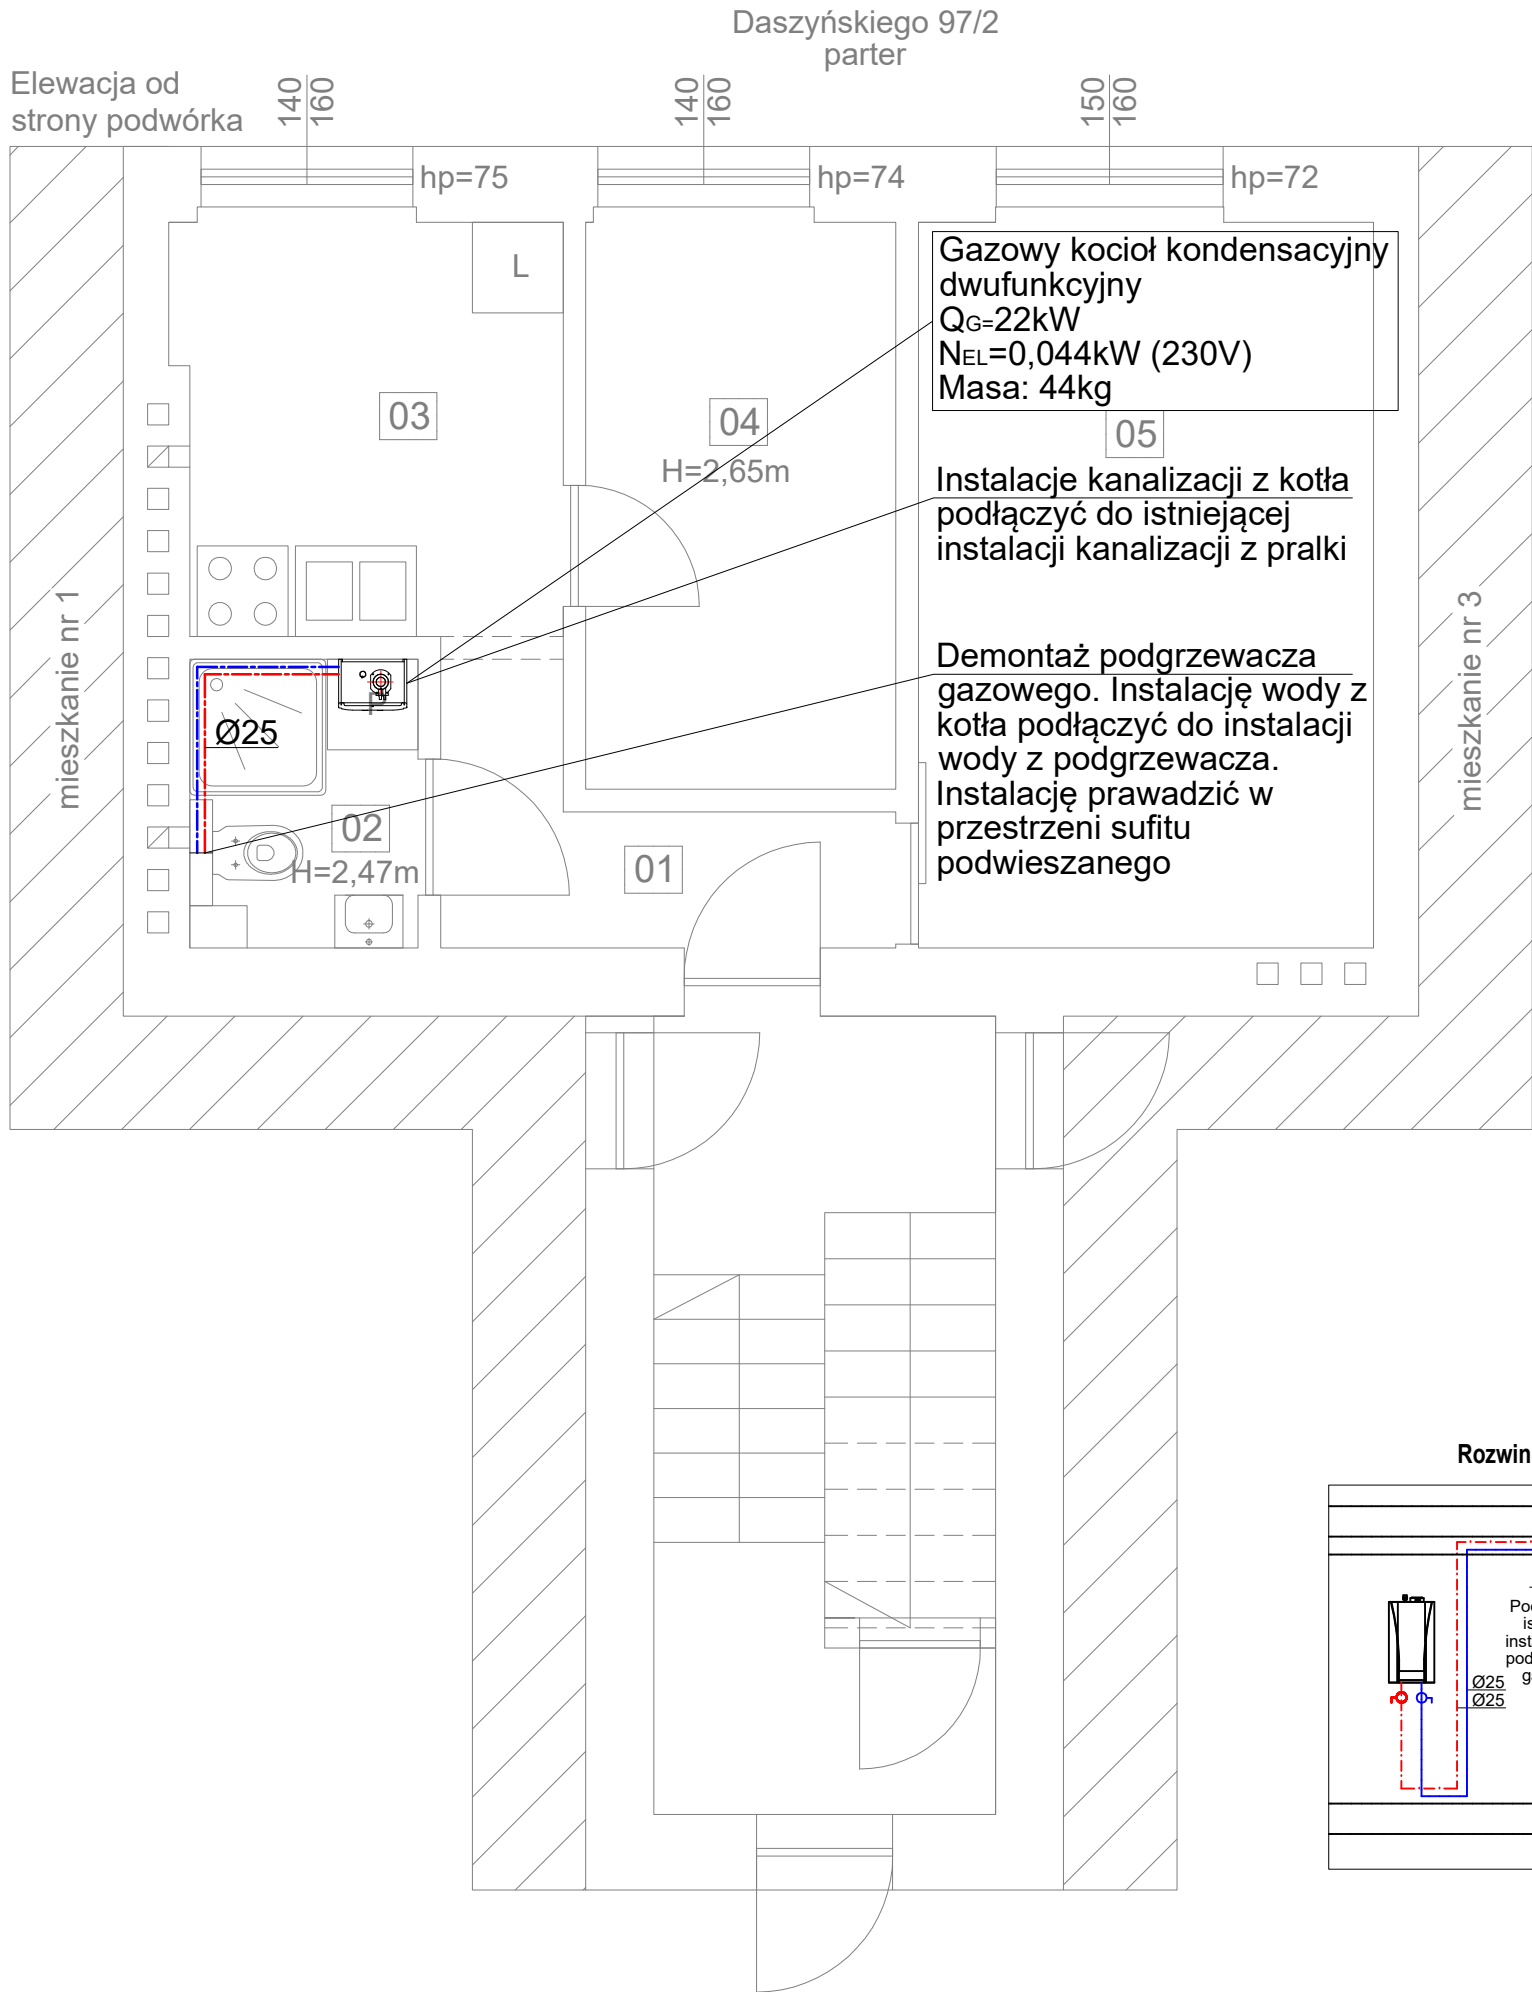 Daszyńskiego 97/2
parter
Elewacja od
strony podwórka
140
160
140
160
150
160
hp=75
hp=74
hp=72
L
Gazowy kocioł kondensacyjny
dwufunkcyjny
QG=22kW
NEL=0,044kW (230V)
Masa: 44kg
03
04
H=2,65m
05
Instalacje kanalizacji z kotła
podłączyć do istniejącej
instalacji kanalizacji z pralki
mieszkanie nr 1
mieszkanie nr 3
Demontaż podgrzewacza
gazowego. Instalację wody z
kotła podłączyć do instalacji
wody z podgrzewacza.
Instalację prawadzić w
przestrzeni sufitu
podwieszanego
P
Ø25
02
H=2,47m
01
Rozwin
Ø25
Ø25